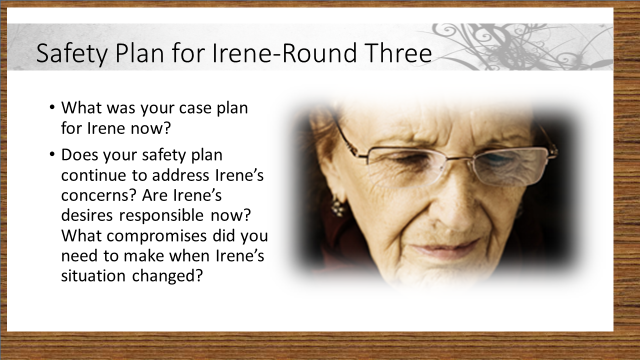 Safety Plan for Irene-Round Three
• What was your case plan
for Irene now?
• Does your safety plan
continue to address Irene's
concerns? Are Irene's
desires responsible now?
What compromises did you
need to make when Irene's
situation changed?